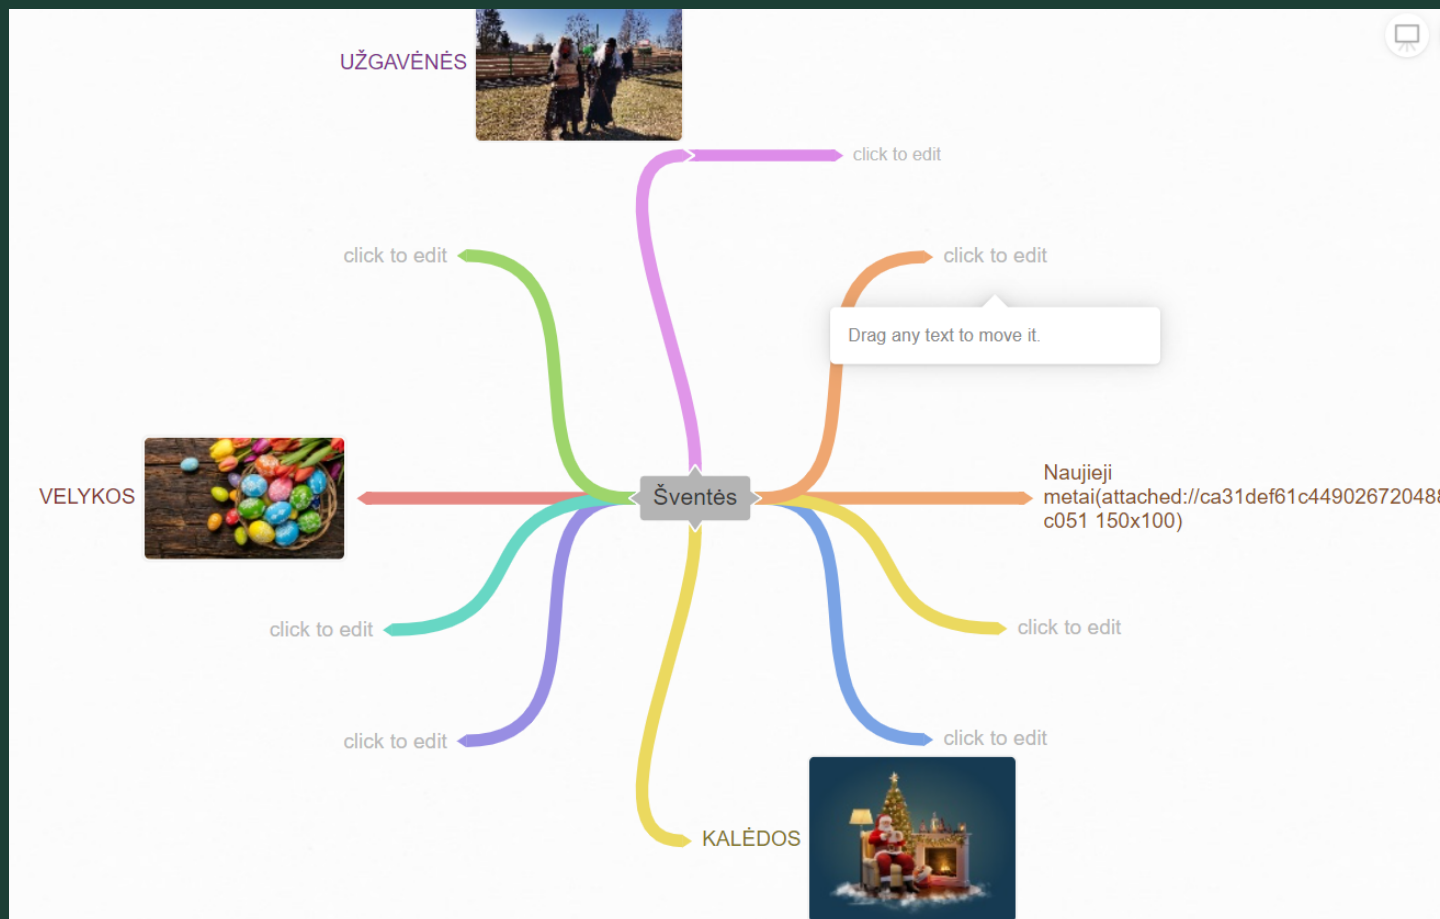 UŽGAVĖNĖS
click to edit
click to edit
click to edit
Drag any text to move it.
Naujieji
metai(attached://ca31def61c44902672048
c051 150x100)
VELYKOS
Šventės
click to edit
click to edit
click to edit
click to edit
KALĖDOS